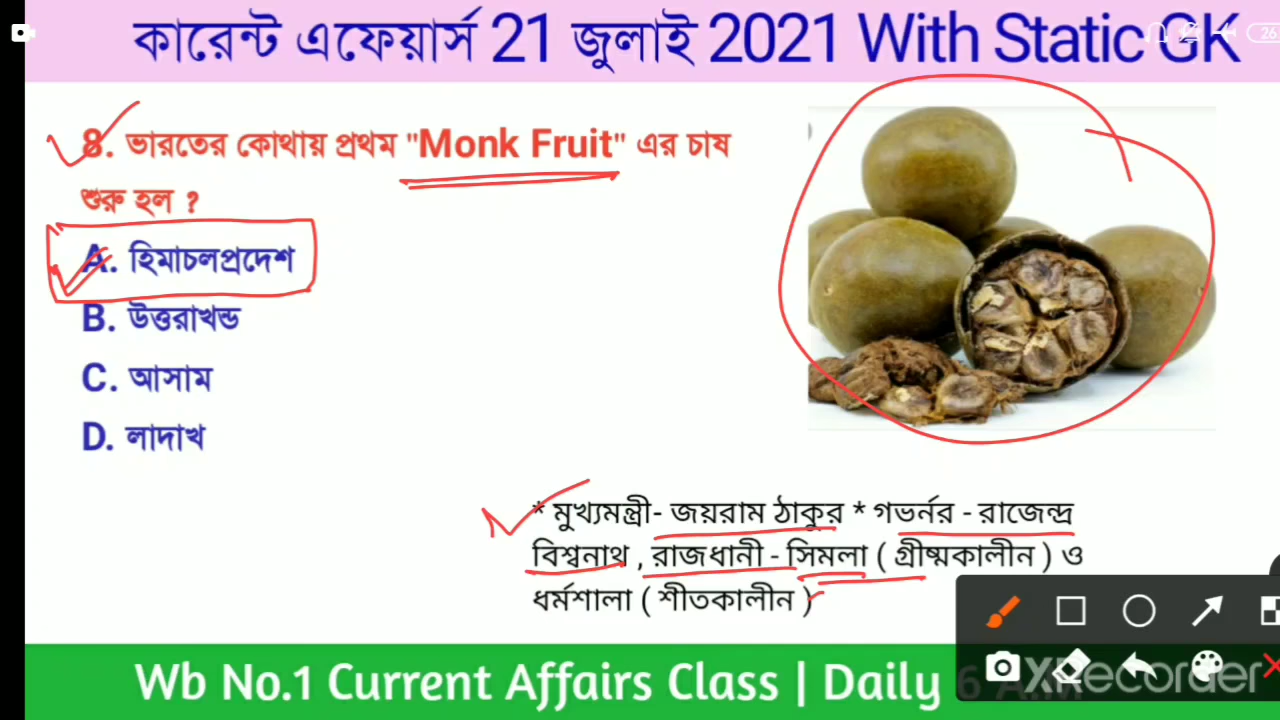 কারেন্ট এফেয়ার্স 21 জুলাই 2021 With Static GK
8. ভারতের কোথায় প্রথম "Monk Fruit" এর চাষ
শুরু হল ?
A. হিমাচলপ্রদেশ
B. উত্তরাখন্ড
C. আসাম
D. লাদাখ
* মুখ্যমন্ত্রী- জয়রাম ঠাকুর * গভর্নর - রাজেন্দ্র
বিশ্বনাথ , রাজধানী - সিমলা ( গ্রীষ্মকালীন ) ও
ধর্মশালা ( শীতকালীন )
Wb No.1 Current Affairs Class | Daily 6
XRecorder